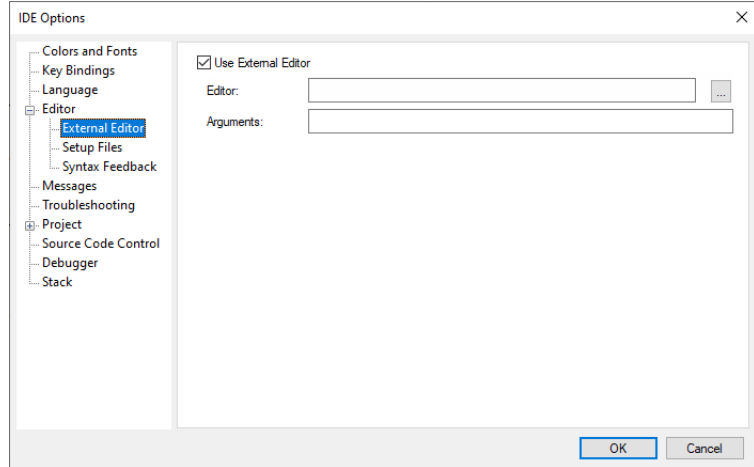 IDE Options
Colors and Fonts
Key Bindings
Language
Editor
External Editor
Setup Files
Syntax Feedback
Messages
Troubleshooting
Project
Source Code Control
Debugger
Stack
Use External Editor
Editor:
...
Arguments:
OK
Cancel